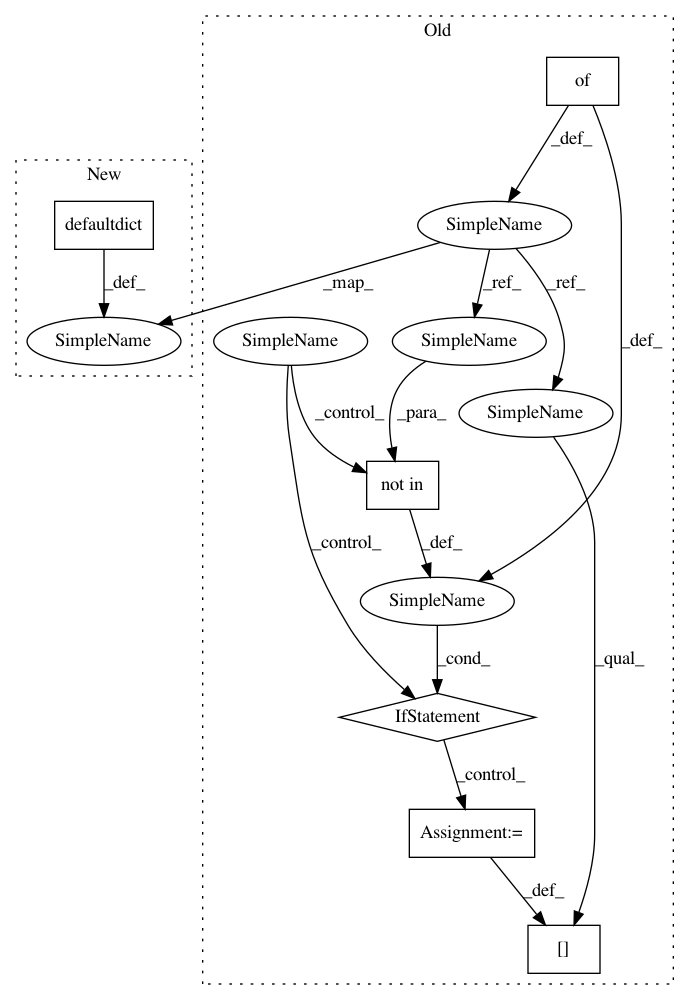 Old
of
_def_
New
defaultdict
SimpleName
_def_
_map_
_ref_
_ref_
_def_
SimpleName
SimpleName
SimpleName
SimpleName
_control_
_para_
not in
_control_
_def_
SimpleName
_cond_
_qual_
IfStatement
_control_
Assignment:=
_def_
[]